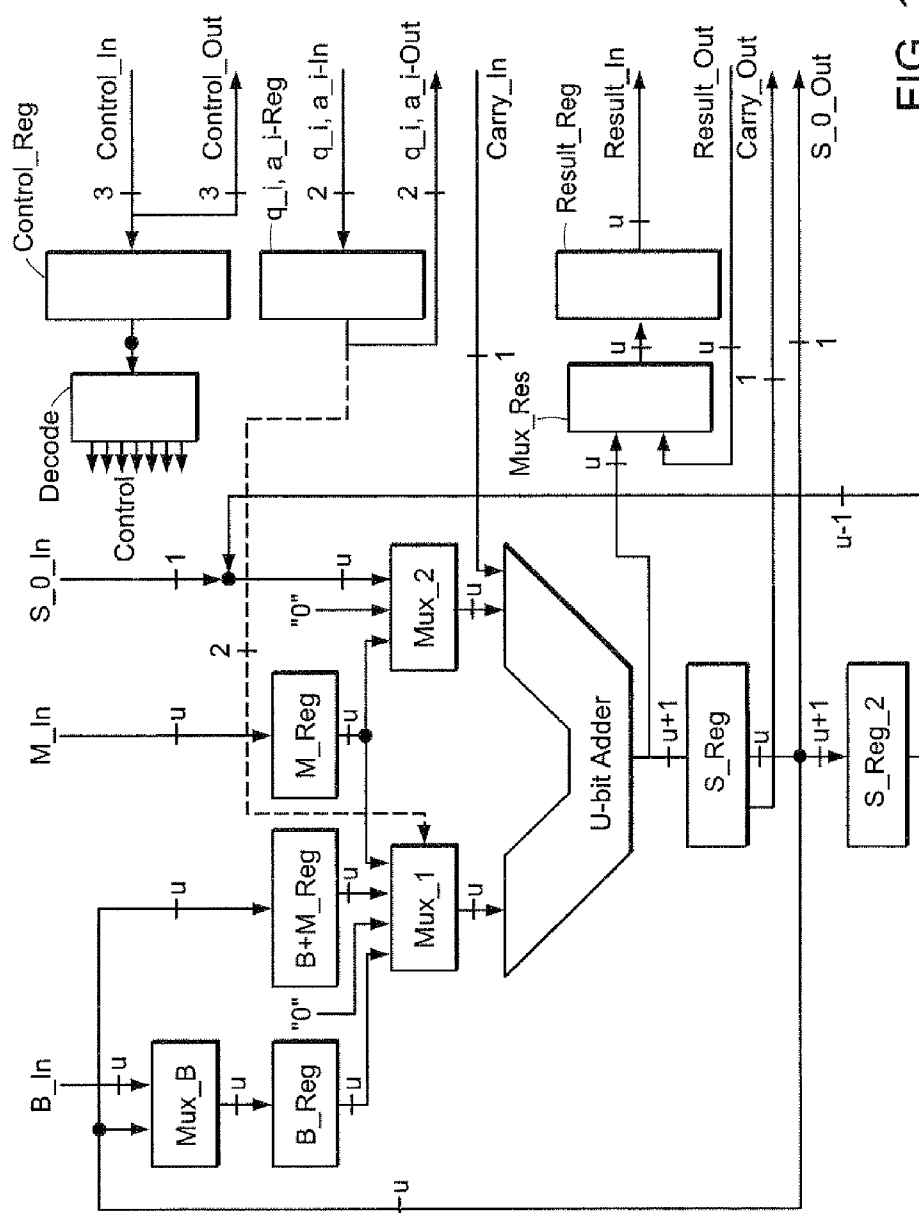 B_In
M_In
S_0_In
u
u
1
Mux_B
u
u
B_Reg
u
"0"
B+M_Reg
u
M_Reg
u
2
"0"
u
Mux_1
u
Mux_2
u
U-bit Adder
u+1
S_Reg
u
u+1
S_Reg_2
u
u-1
Control
Decode
Control_Reg
3
Control_In
3
Control_Out
q_i, a_i-Reg
2
q_i, a_i-In
2
q_i, a_i-Out
1
Carry_In
Mux_Res
u
u
Result_Reg
u
Result_In
u
Result_Out
1
Carry_Out
1
S_0_Out
FIG.